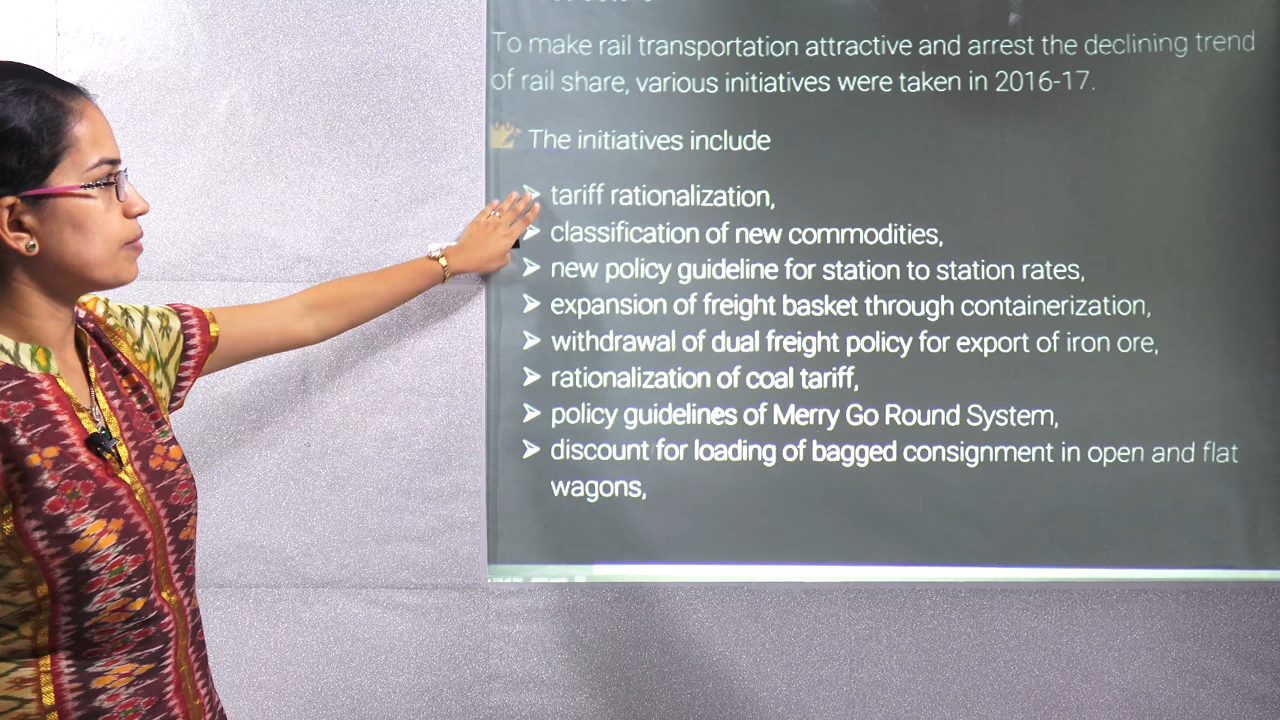 To make rail transportation attractive and arrest the declining trend
of rail share, various initiatives were taken in 2016-17.
The initiatives include
➤ tariff rationalization,
➤ classification of new commodities,
➤ new policy guideline for station to station rates,
➤ expansion of freight basket through containerization,
➤ withdrawal of dual freight policy for export of iron ore,
➤ rationalization of coal tariff,
➤ policy guidelines of Merry Go Round System,
➤ discount for loading of bagged consignment in open and flat
wagons,